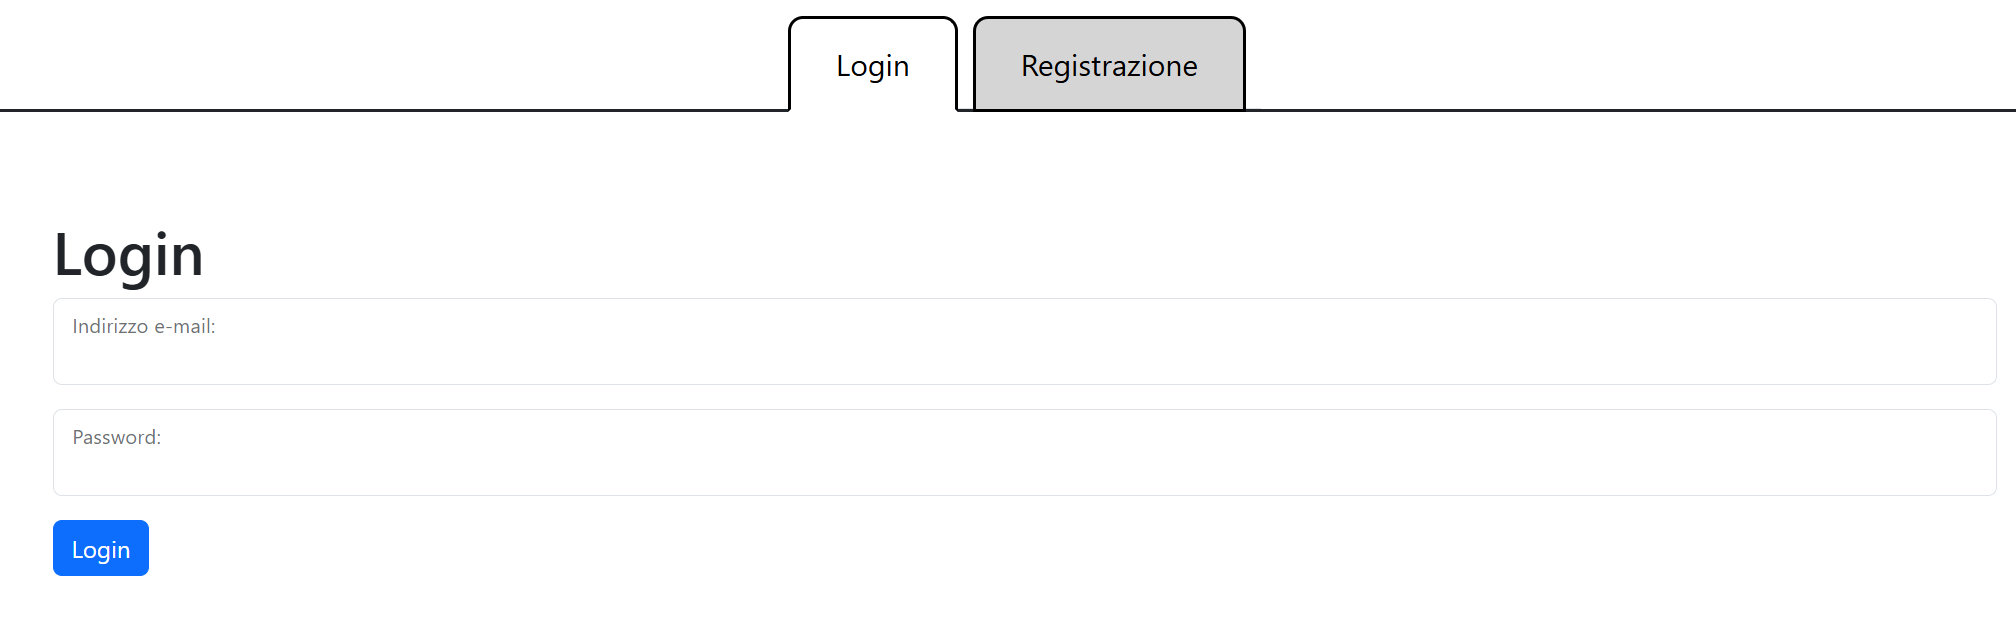 Login
Registrazione
Login
Indirizzo e-mail:
Password:
Login